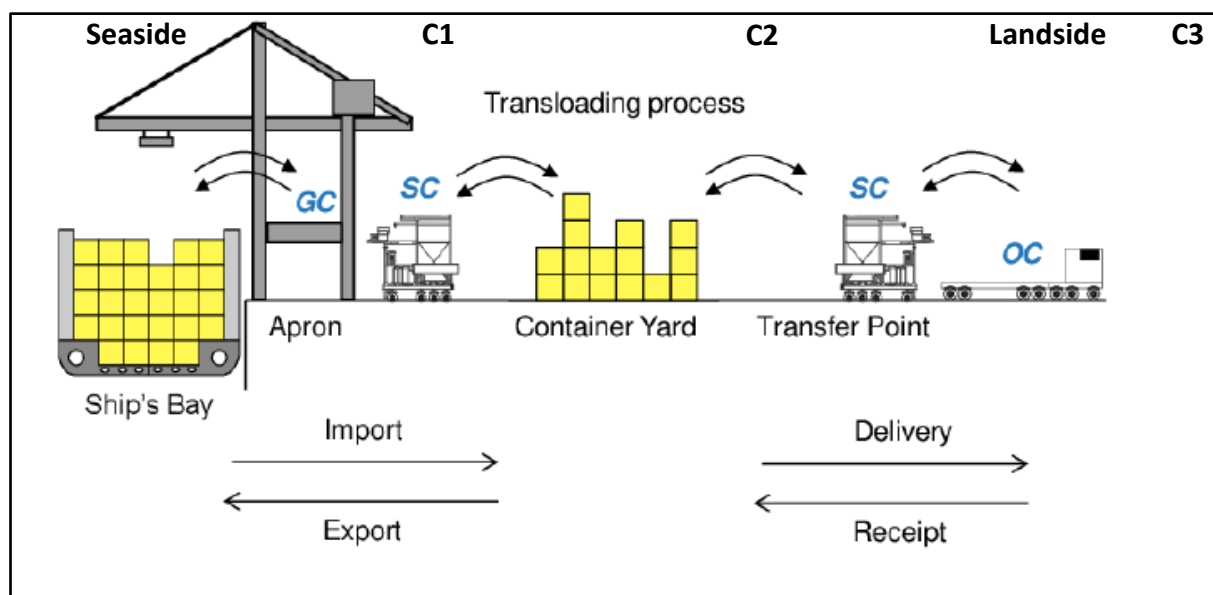 Seaside C1 C2 Landside C3
Transloading process
GC SC SC OC
Apron Container Yard Transfer Point
Ship's Bay
Import Delivery
Export Receipt